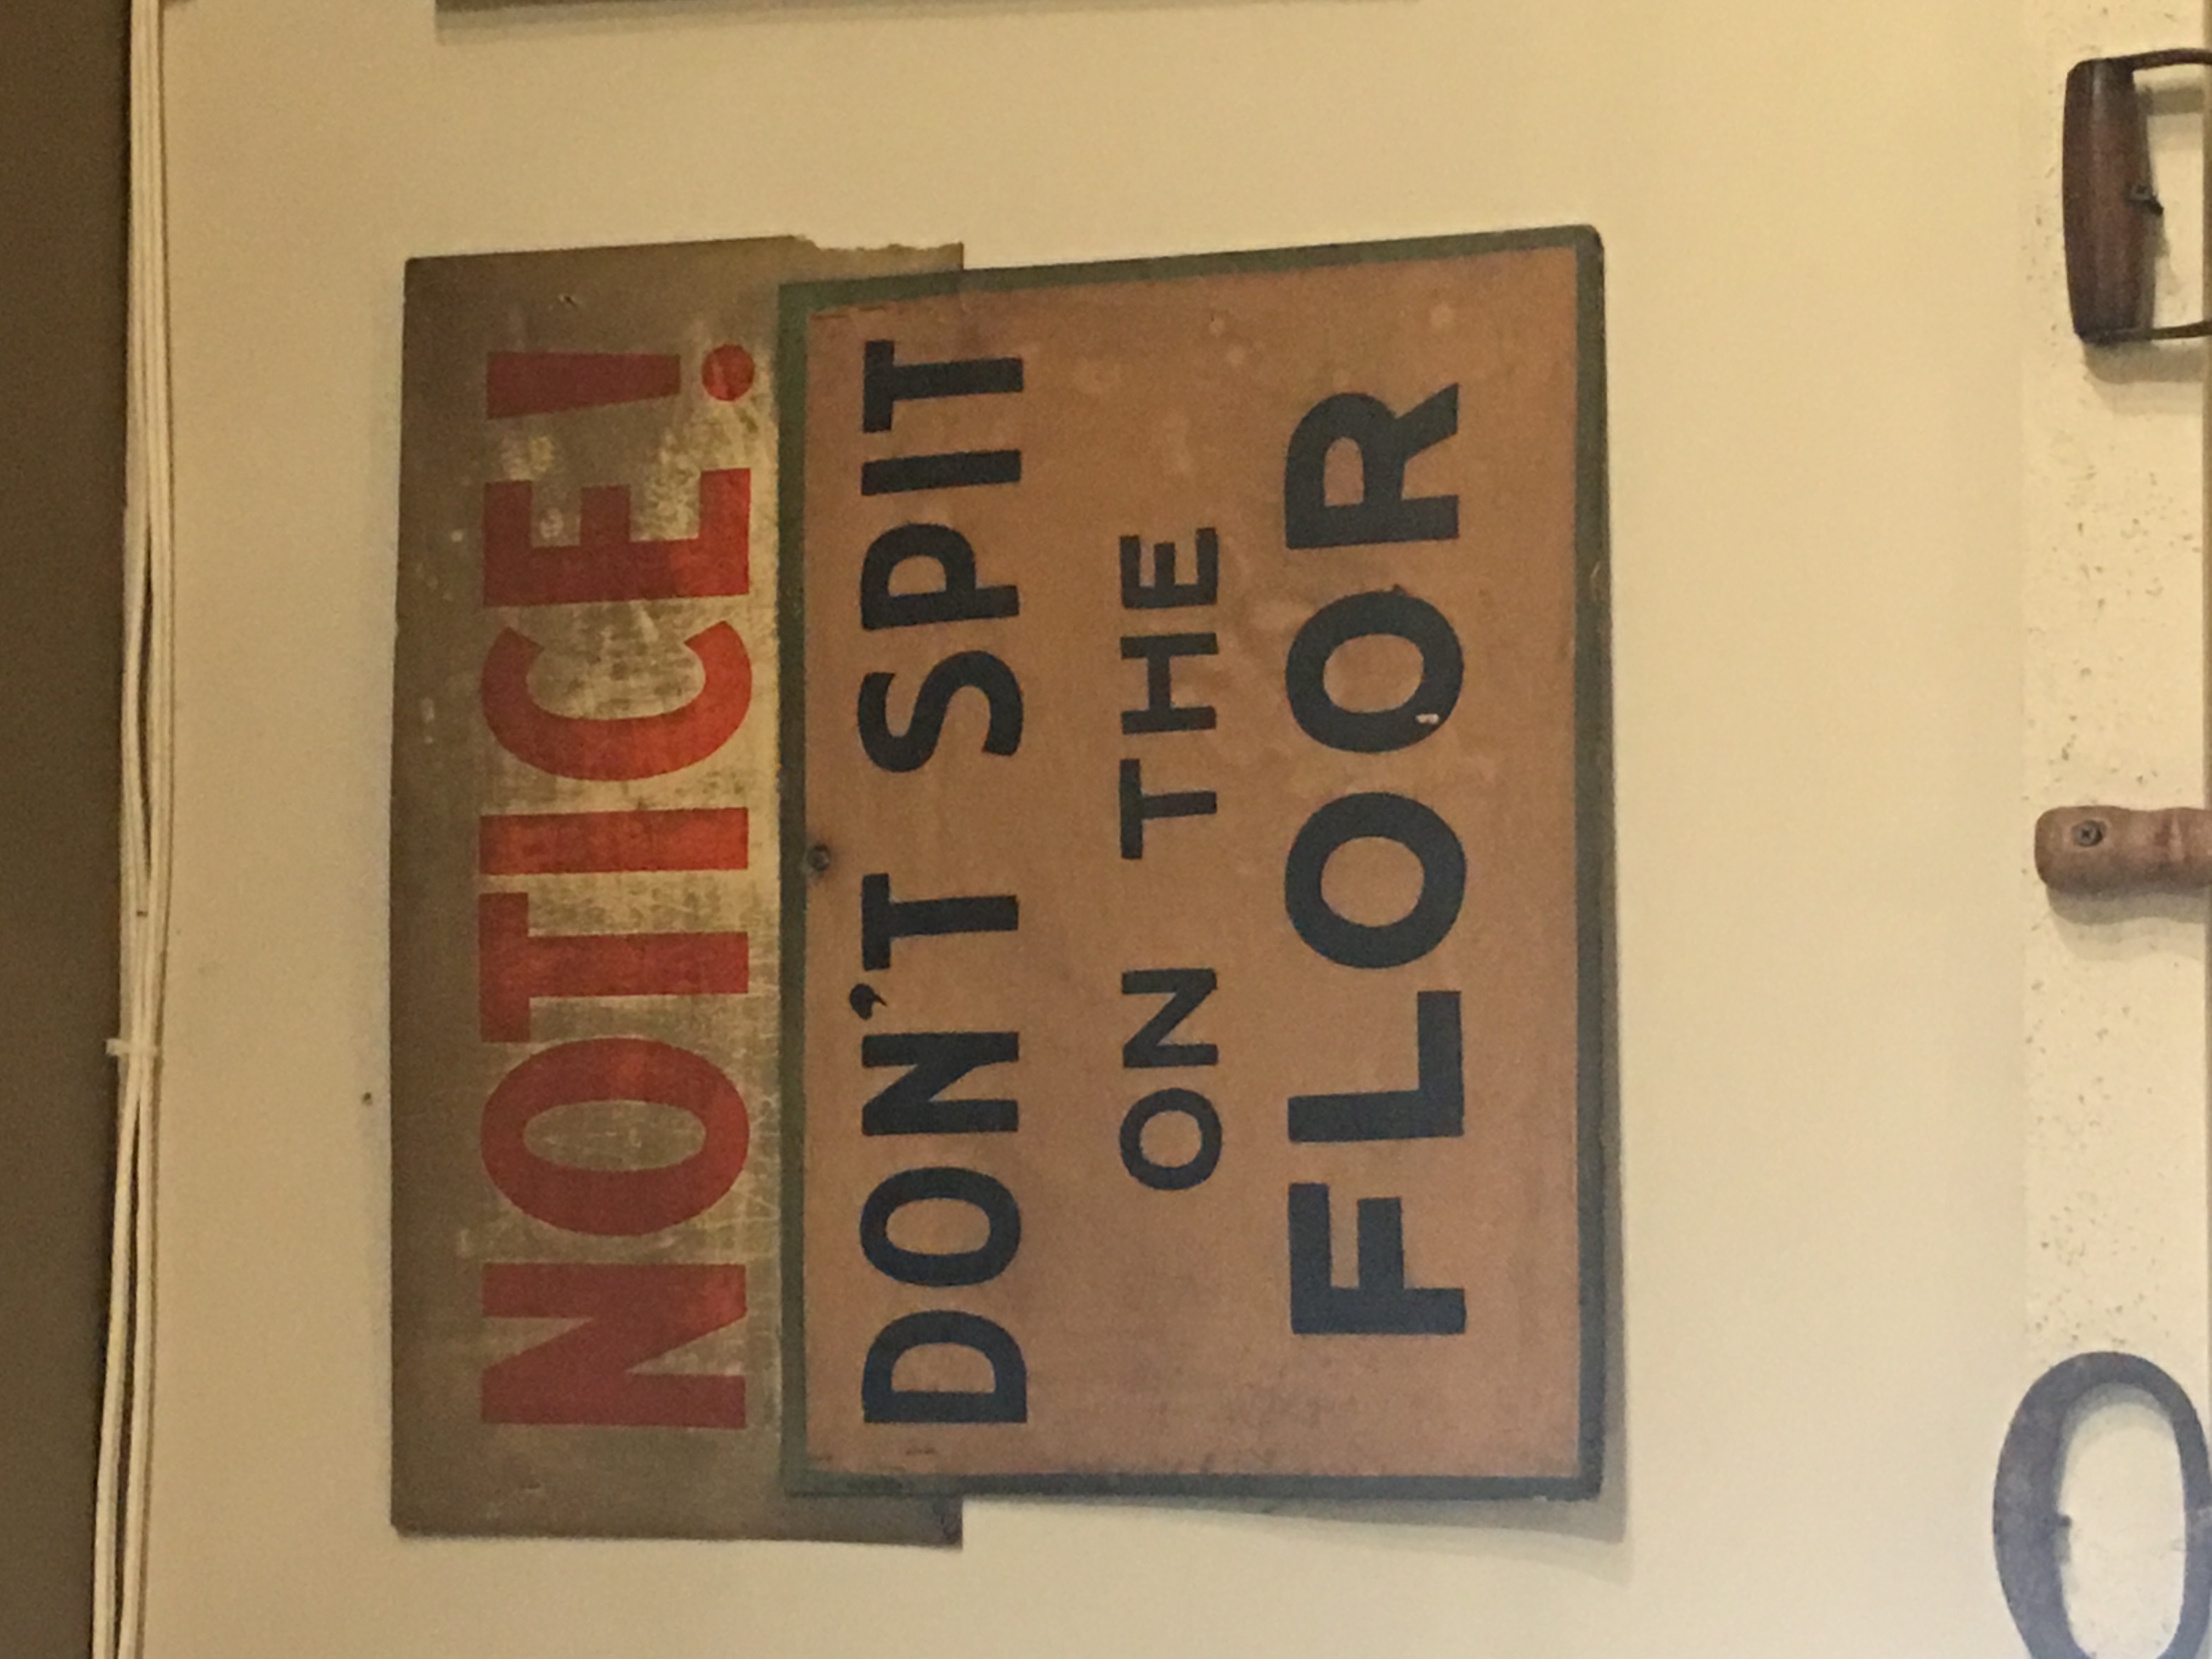 NOTICE!
DON'T SPIT
ON THE
FLOOR